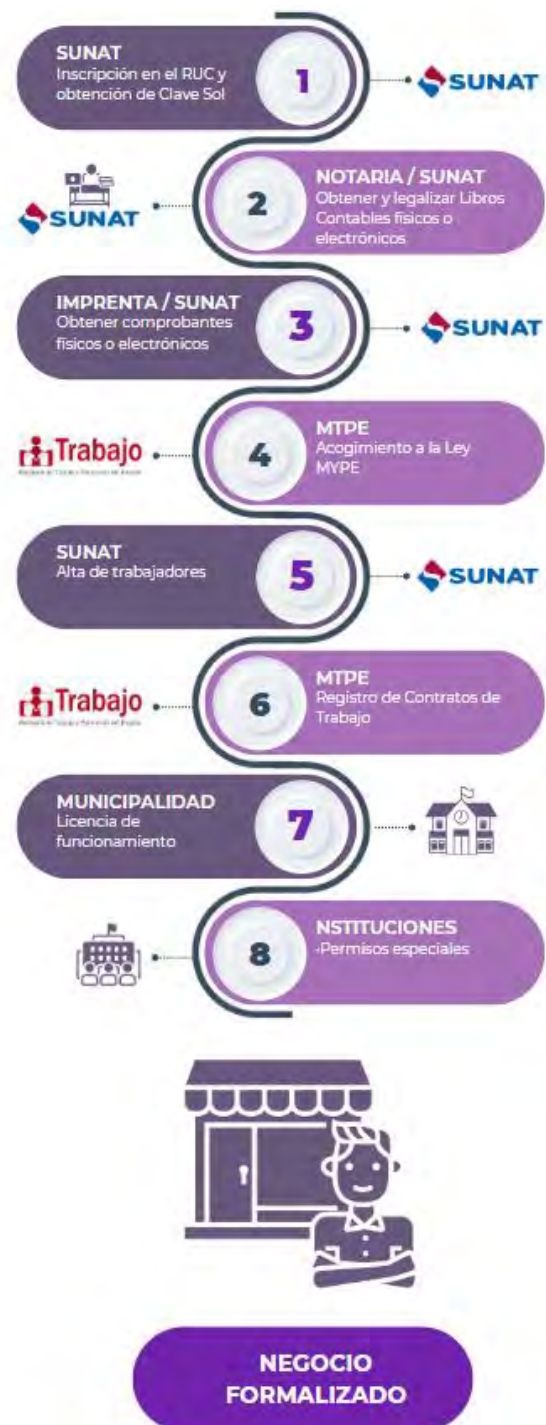 SUNAT
Inscripción en el RUC y
obtención de Clave Sol
1
SUNAT
SUNAT
2
NOTARIA / SUNAT
Obtener y legalizar Libros
Contables físicos o
electrónicos
IMPRENTA / SUNAT
Obtener comprobantes
físicos o electrónicos
3
SUNAT
Trabajo
4
MTPE
Acogimiento a la Ley
MYPE
SUNAT
Alta de trabajadores
5
SUNAT
Trabajo
6
MTPE
Registro de Contratos de
Trabajo
MUNICIPALIDAD
Licencia de
funcionamiento
7
8
NSTITUCIONES
-Permisos especiales
NEGOCIO
FORMALIZADO